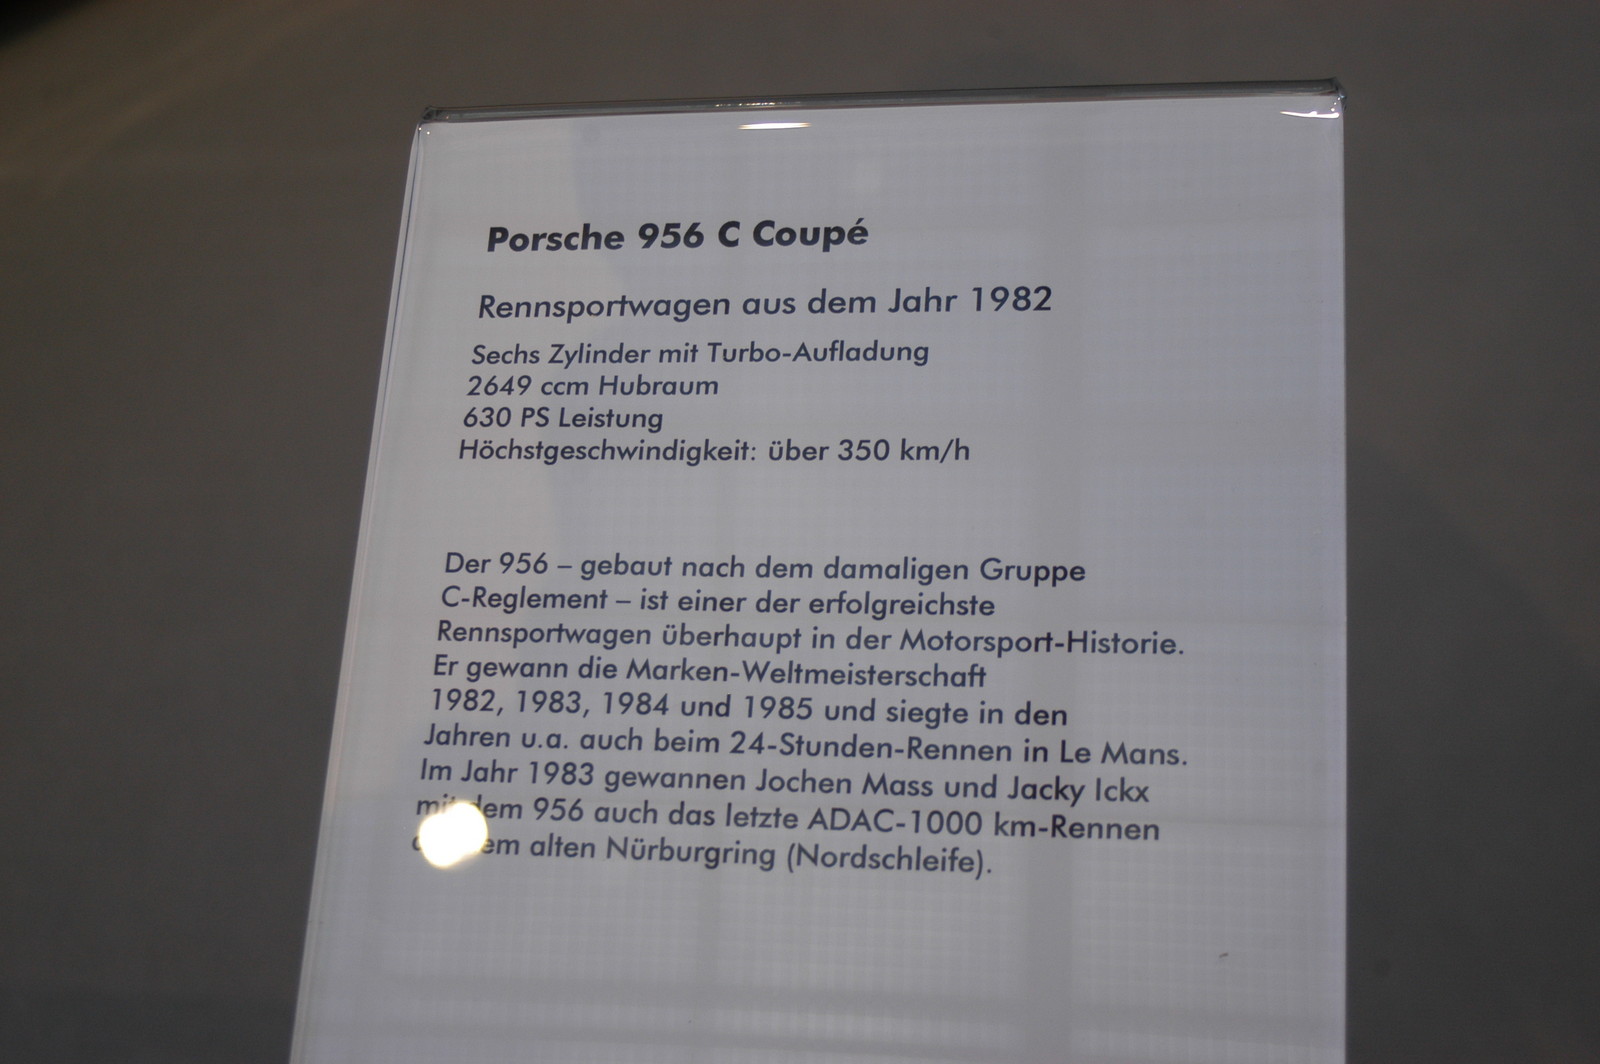 Porsche 956 C Coupé
Rennsportwagen aus dem Jahr 1982
Sechs Zylinder mit Turbo-Aufladung
2649 ccm Hubraum
630 PS Leistung
Höchstgeschwindigkeit: über 350 km/h
Der 956 – gebaut nach dem damaligen Gruppe
C-Reglement – ist einer der erfolgreichste
Rennsportwagen überhaupt in der Motorsport-Historie.
Er gewann die Marken-Weltmeisterschaft
1982, 1983, 1984 und 1985 und siegte in den
Jahren u.a. auch beim 24-Stunden-Rennen in Le Mans.
Im Jahr 1983 gewannen Jochen Mass und Jacky Ickx
mit dem 956 auch das letzte ADAC-1000 km-Rennen
alten Nürburgring (Nordschleife).